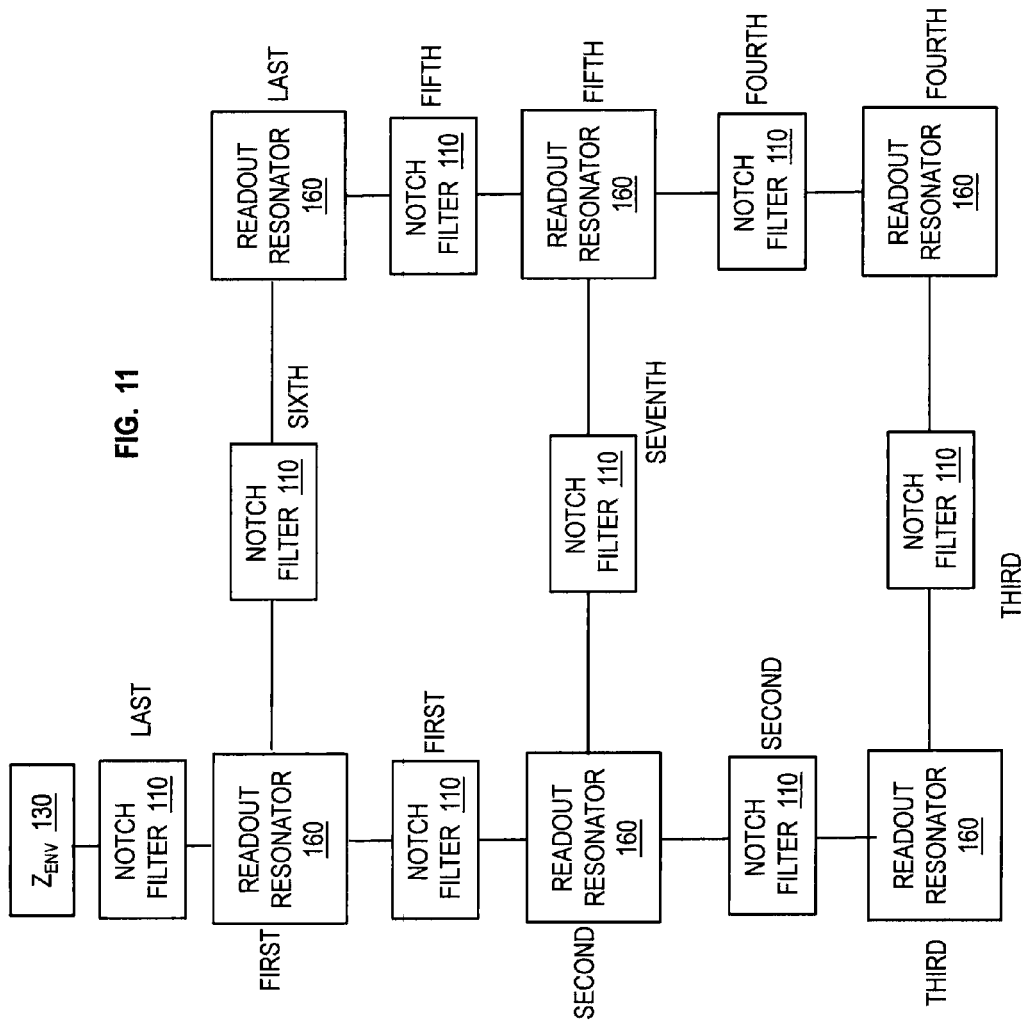 FIG. 11
Z_ENV 130
NOTCH
FILTER 110
LAST
FIRST
READOUT
RESONATOR
160
NOTCH
FILTER 110
SIXTH
READOUT
RESONATOR
160
LAST
NOTCH
FILTER 110
FIRST
NOTCH
FILTER 110
FIFTH
SECOND
READOUT
RESONATOR
160
NOTCH
FILTER 110
SEVENTH
READOUT
RESONATOR
160
FIFTH
NOTCH
FILTER 110
SECOND
NOTCH
FILTER 110
FOURTH
THIRD
READOUT
RESONATOR
160
NOTCH
FILTER 110
THIRD
READOUT
RESONATOR
160
FOURTH